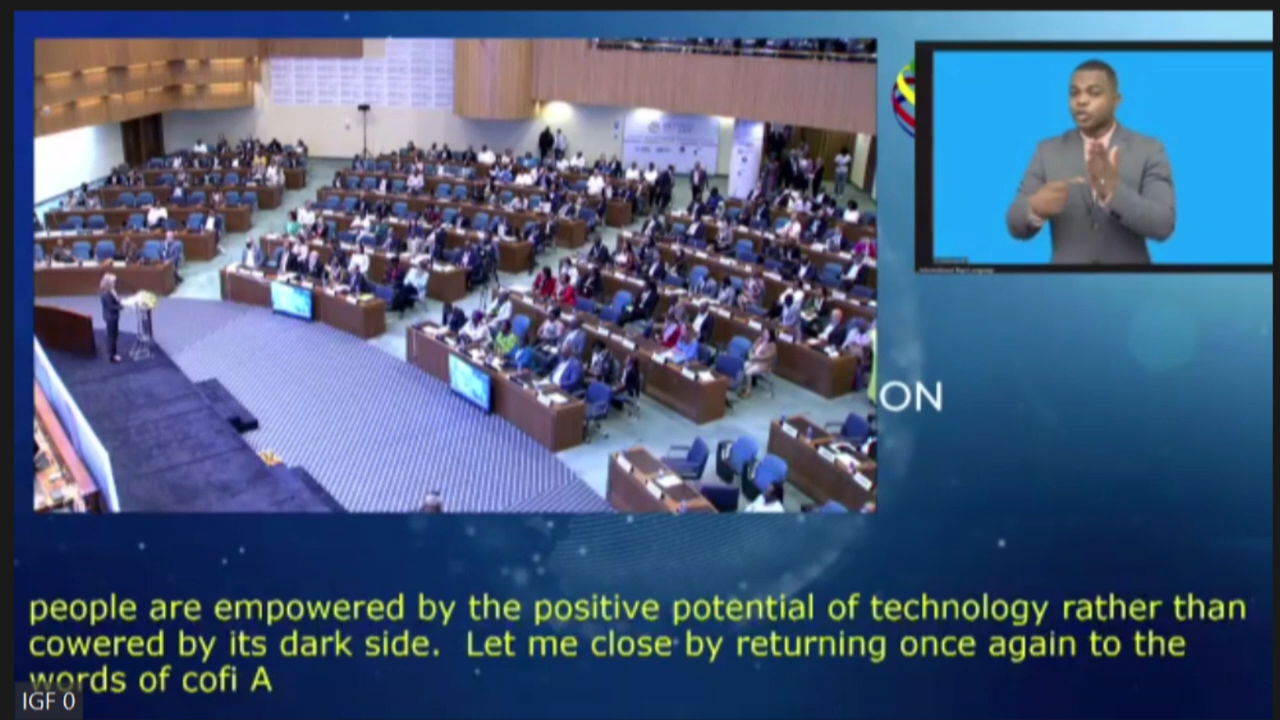 ON
people are empowered by the positive potential of technology rather than
cowered by its dark side.  Let me close by returning once again to the
words of cofi A
IGF 0